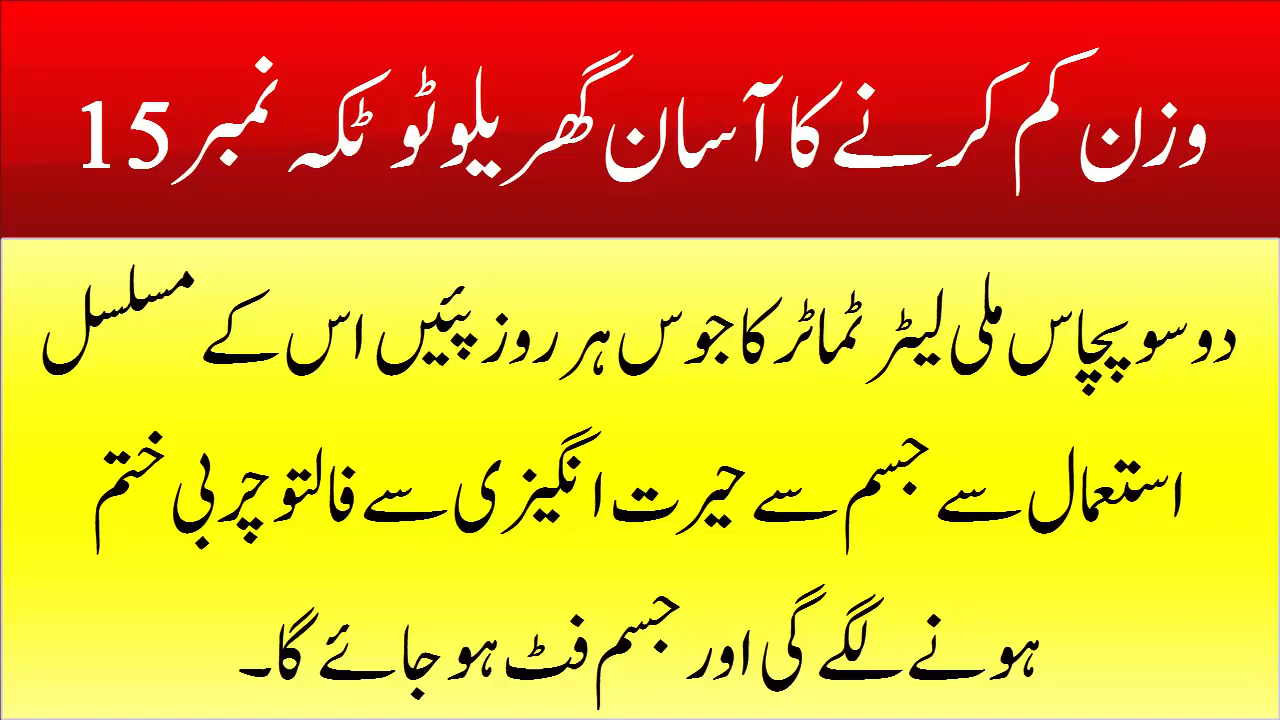 وزن کم کرنے کا آسان گھریلو ٹوٹکہ نمبر 15
دو سو پچاس ملی لیٹر ٹماٹر کا جوس ہر روز پئیں اس کے مسلسل
استعمال سے جسم سے حیرت انگیزی سے فالتو چربی ختم
ہونے لگے گی اور جسم فٹ ہو جائے گا۔